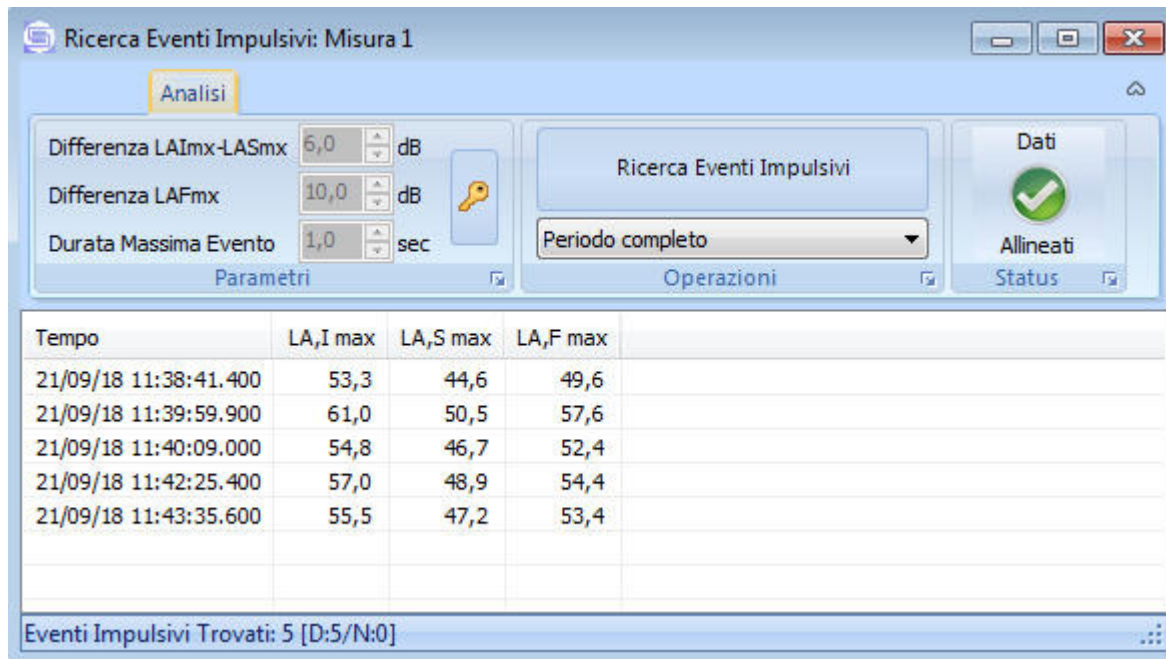 Ricerca Eventi Impulsivi: Misura 1
Analisi
Differenza LAImx-LASmx 6,0 dB
Differenza LAFmx 10,0 dB
Durata Massima Evento 1,0 sec
Parametri
Ricerca Eventi Impulsivi
Periodo completo
Operazioni
Dati
Allineati
Status
Tempo LA,I max LA,S max LA,F max
21/09/18 11:38:41.400 53,3 44,6 49,6
21/09/18 11:39:59.900 61,0 50,5 57,6
21/09/18 11:40:09.000 54,8 46,7 52,4
21/09/18 11:42:25.400 57,0 48,9 54,4
21/09/18 11:43:35.600 55,5 47,2 53,4
Eventi Impulsivi Trovati: 5 [D:5/N:0]